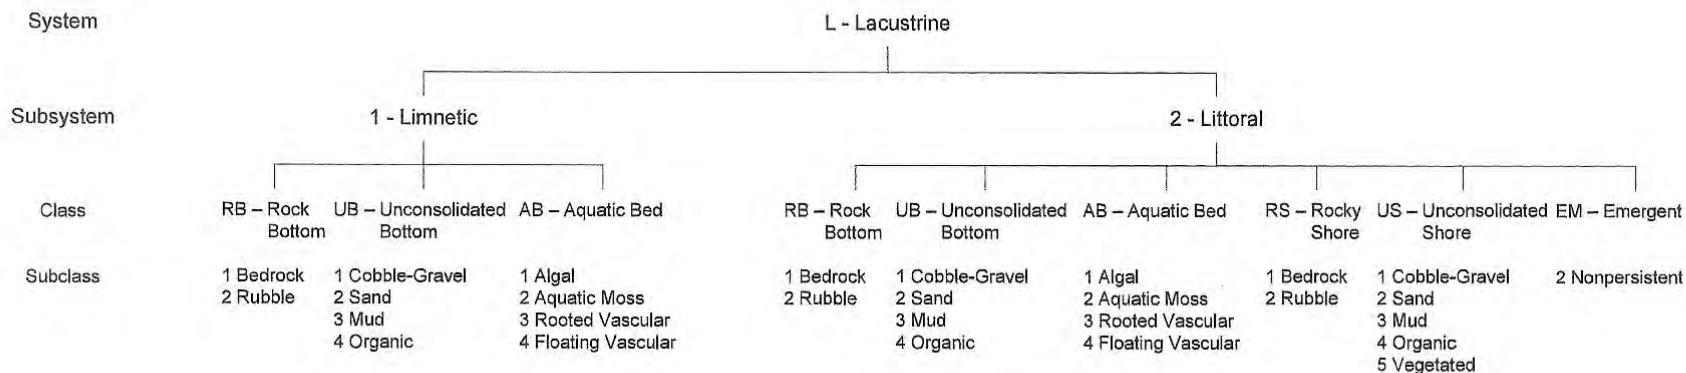 System
L - Lacustrine
Subsystem
1 - Limnetic
2 - Littoral
Class
RB – Rock
Bottom
UB – Unconsolidated
Bottom
AB – Aquatic Bed
RB – Rock
Bottom
UB – Unconsolidated
Bottom
AB – Aquatic Bed
RS – Rocky
Shore
US – Unconsolidated
Shore
EM – Emergent
Subclass
1 Bedrock
2 Rubble
1 Cobble-Gravel
2 Sand
3 Mud
4 Organic
1 Algal
2 Aquatic Moss
3 Rooted Vascular
4 Floating Vascular
1 Bedrock
2 Rubble
1 Cobble-Gravel
2 Sand
3 Mud
4 Organic
1 Algal
2 Aquatic Moss
3 Rooted Vascular
4 Floating Vascular
1 Bedrock
2 Rubble
1 Cobble-Gravel
2 Sand
3 Mud
4 Organic
5 Vegetated
2 Nonpersistent